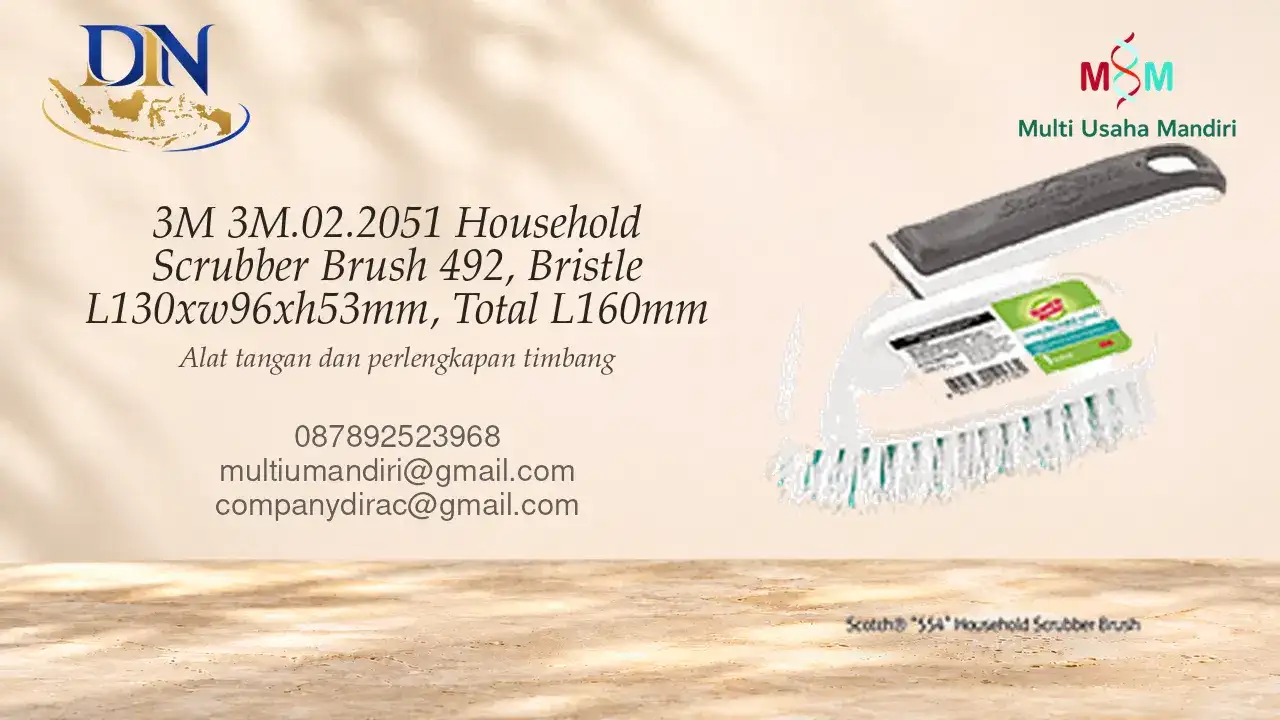 DN
M M
Multi Usaha Mandiri
3M 3M.02.2051 Household
Scrubber Brush 492, Bristle
L130xw96xh53mm, Total L160mm
Alat tangan dan perlengkapan timbang
087892523968
multiumandiri@gmail.com
companydirac@gmail.com
Scotch® "554" Household Scrubber Brush